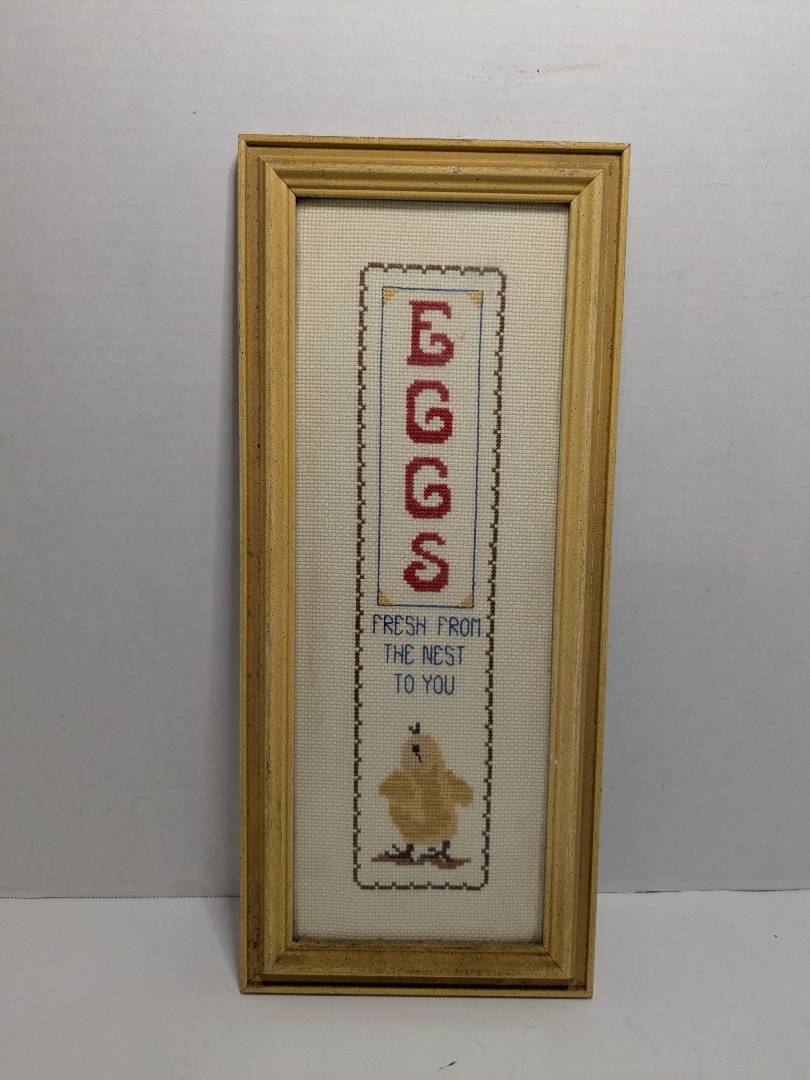 EGGS
FRESH FROM
THE NEST
TO YOU